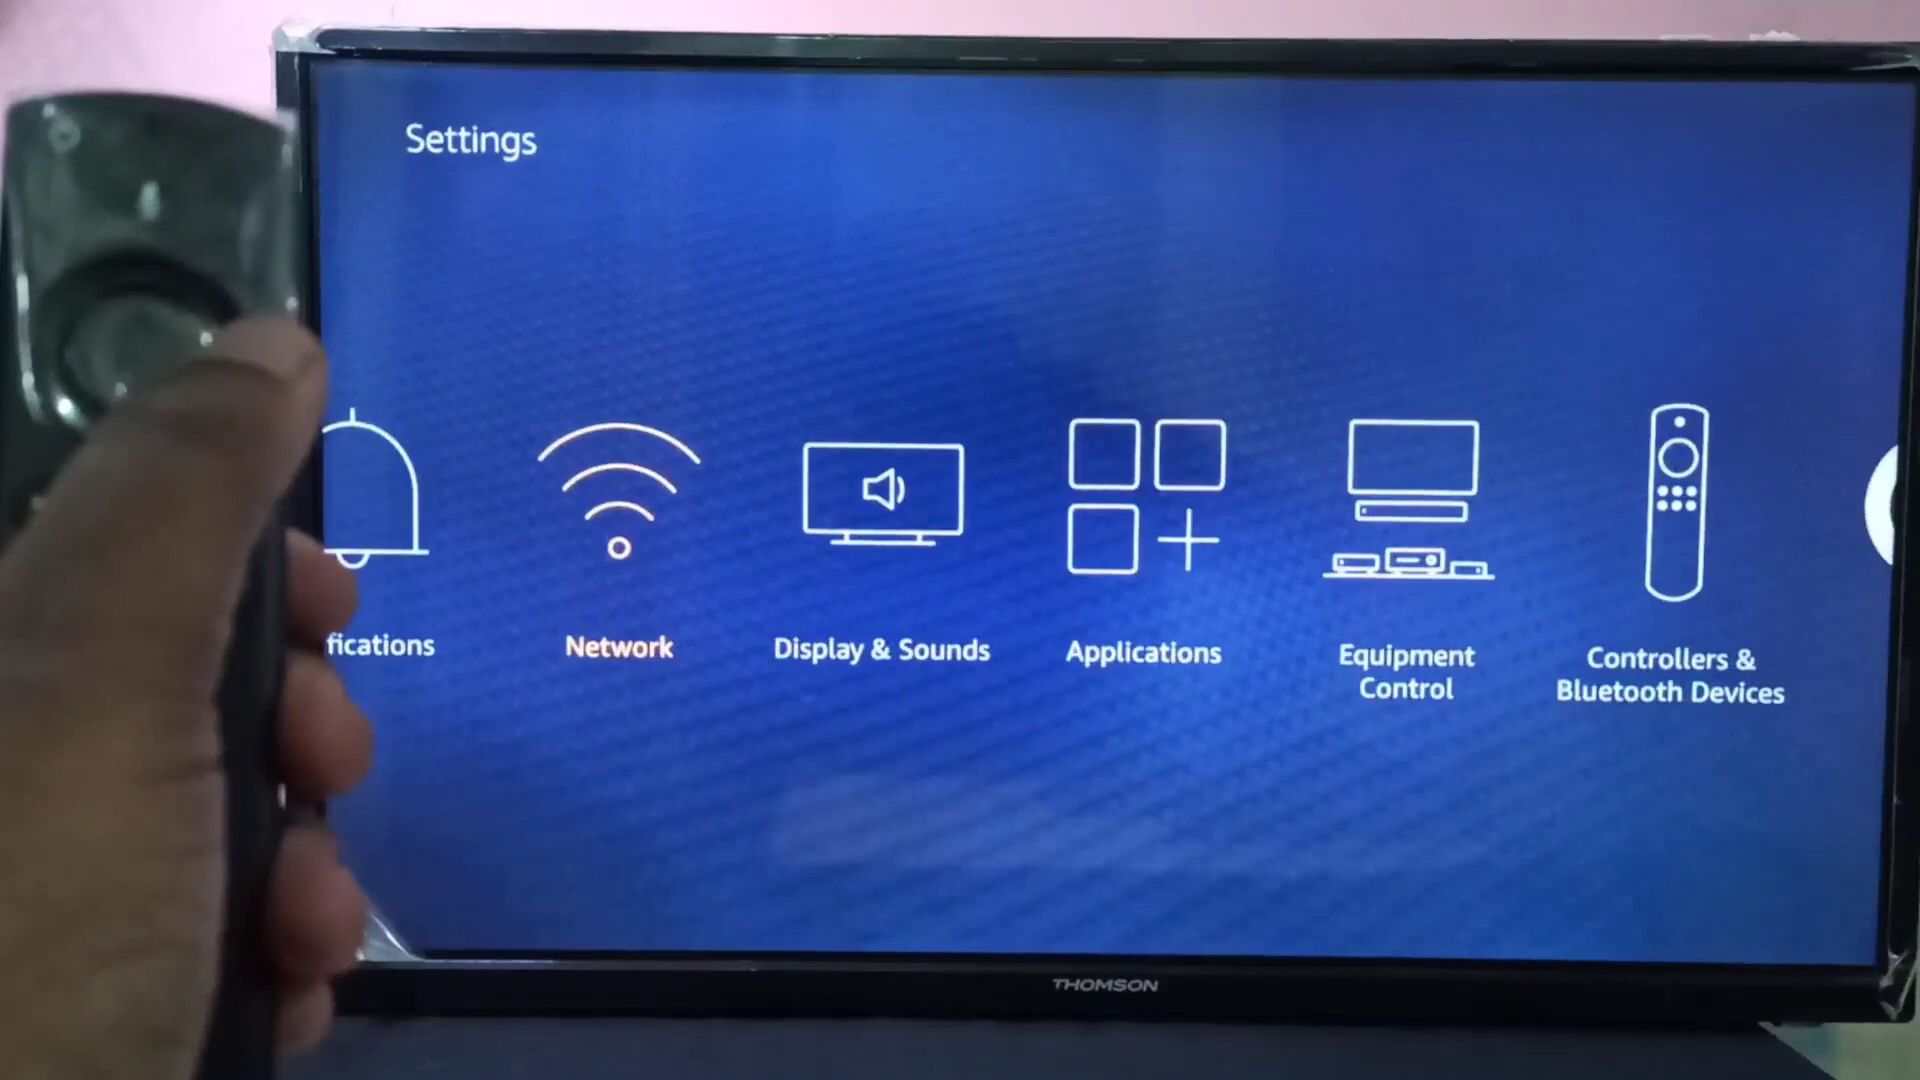 Settings
fications
Network
Display & Sounds
Applications
Equipment
Control
Controllers &
Bluetooth Devices
THOMSON